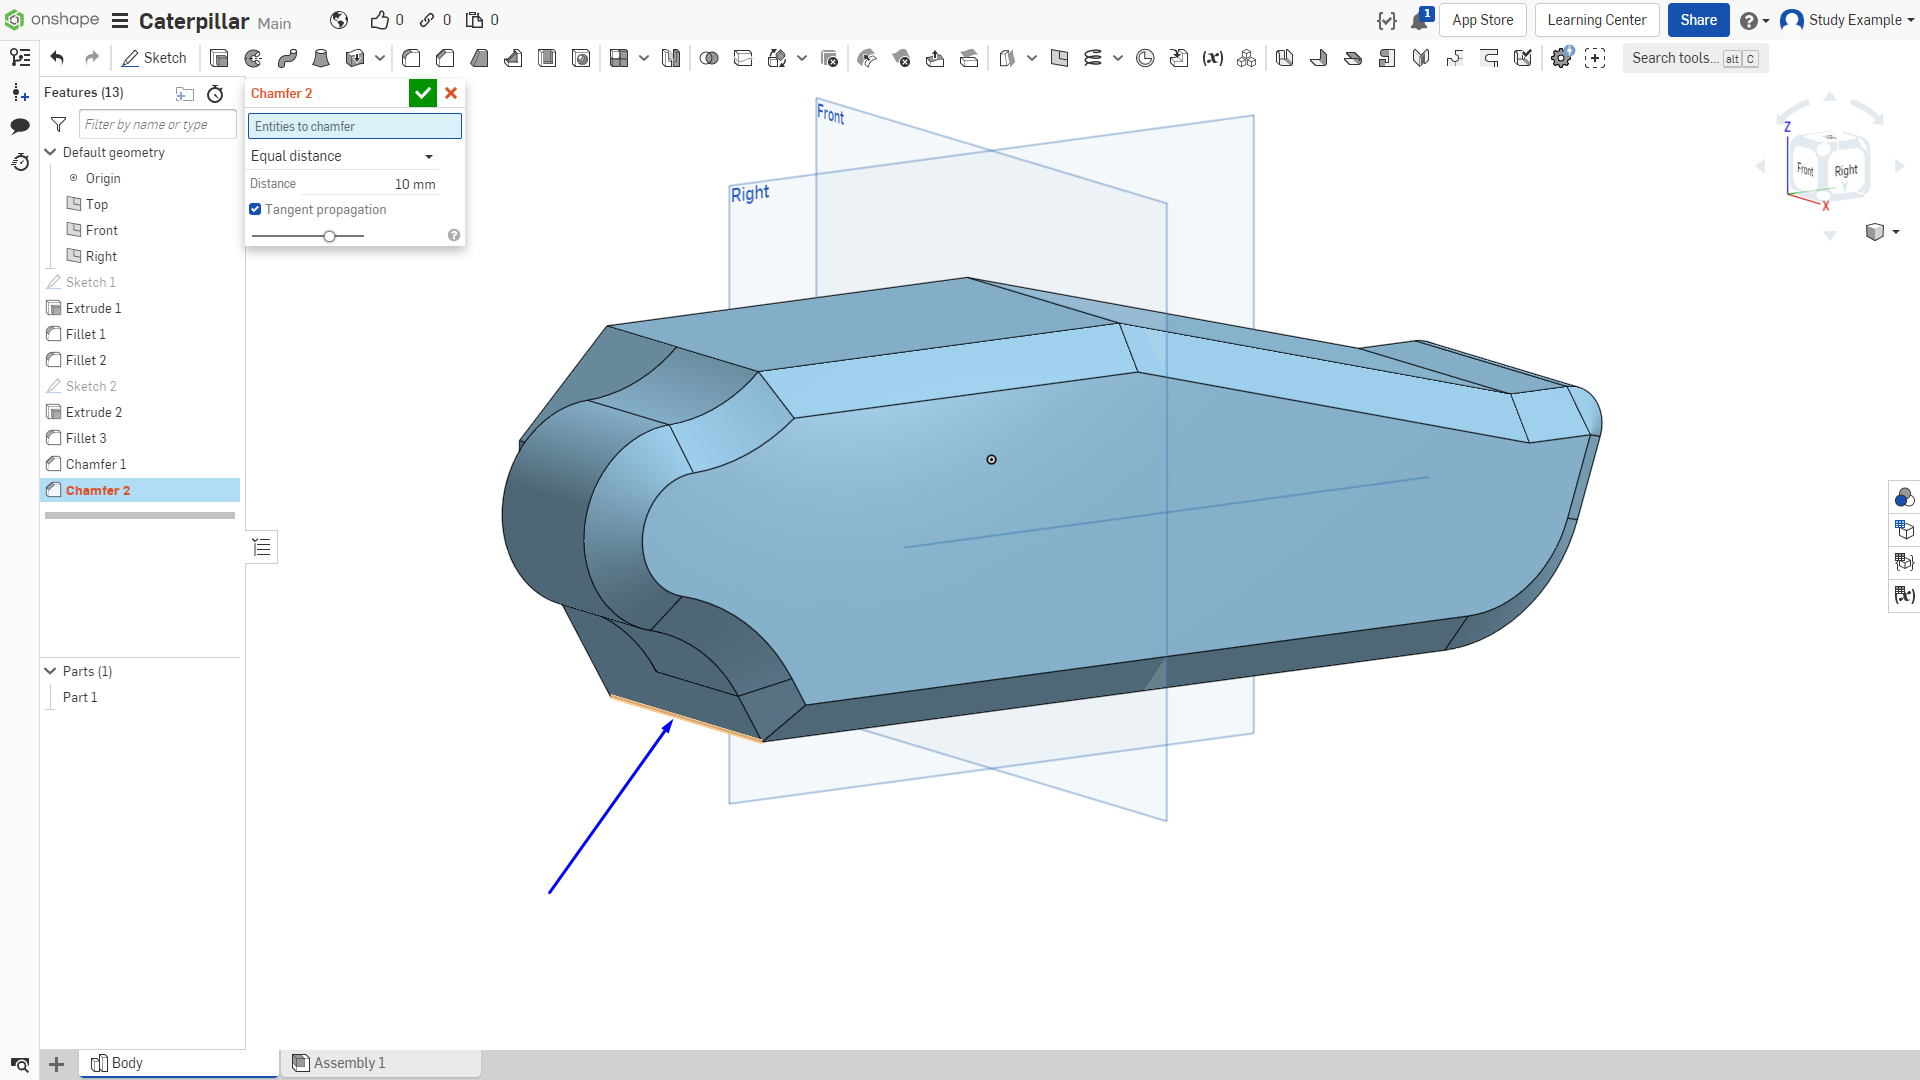 onshape
Caterpillar Main
0
0
0
1
App Store
Learning Center
Share
Study Example
Sketch
Search tools... alt C
Features (13)
Filter by name or type
Default geometry
Origin
Top
Front
Right
Sketch 1
Extrude 1
Fillet 1
Fillet 2
Sketch 2
Extrude 2
Fillet 3
Chamfer 1
Chamfer 2
Parts (1)
Part 1
Chamfer 2
Entities to chamfer
Equal distance
Distance 10 mm
Tangent propagation
Front
Right
Z
Front
Right
Y
X
(x)
(x)
Body
Assembly 1